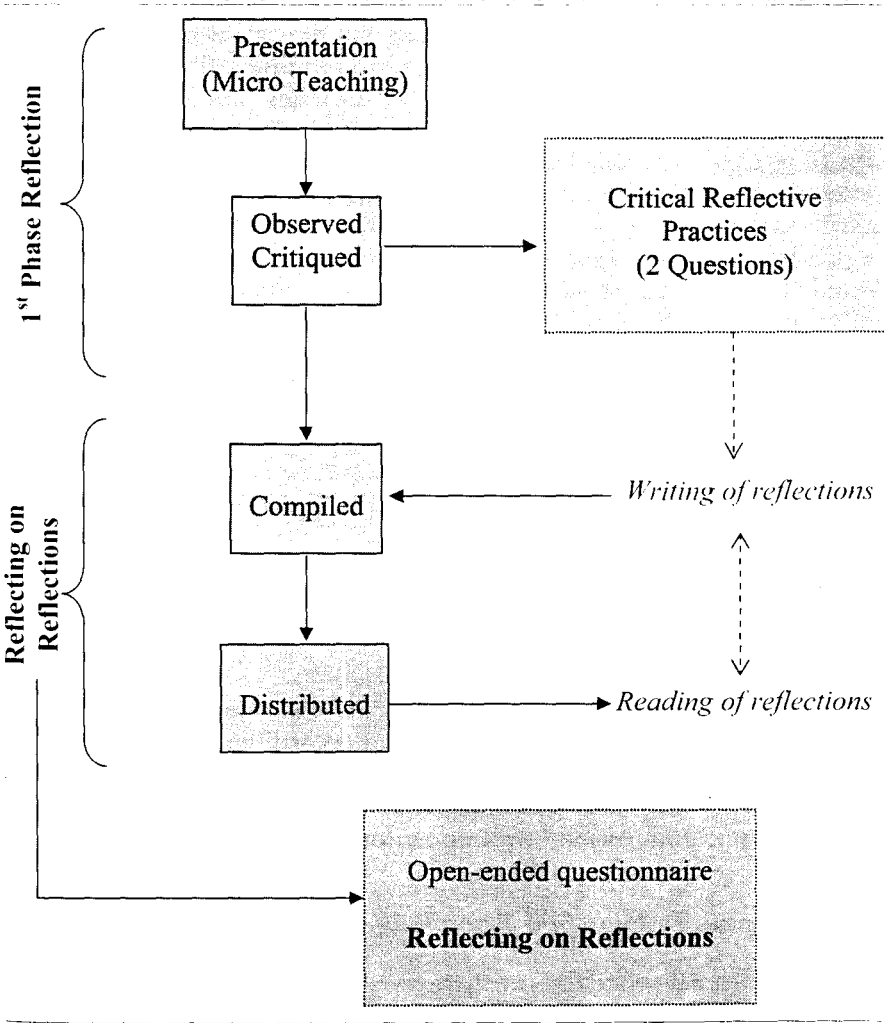 Presentation
(Micro Teaching)
1st Phase Reflection
Observed
Critiqued
Critical Reflective
Practices
(2 Questions)
Compiled
Writing of reflections
Reflecting on
Reflections
Distributed
Reading of reflections
Open-ended questionnaire
Reflecting on Reflections